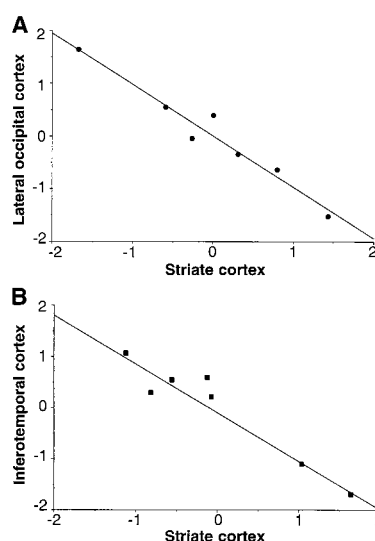 A
Lateral occipital cortex
2
1
0
-1
-2
-2 -1 0 1 2
Striate cortex
B
Inferotemporal cortex
2
1
0
-1
-2
-2 -1 0 1
Striate cortex